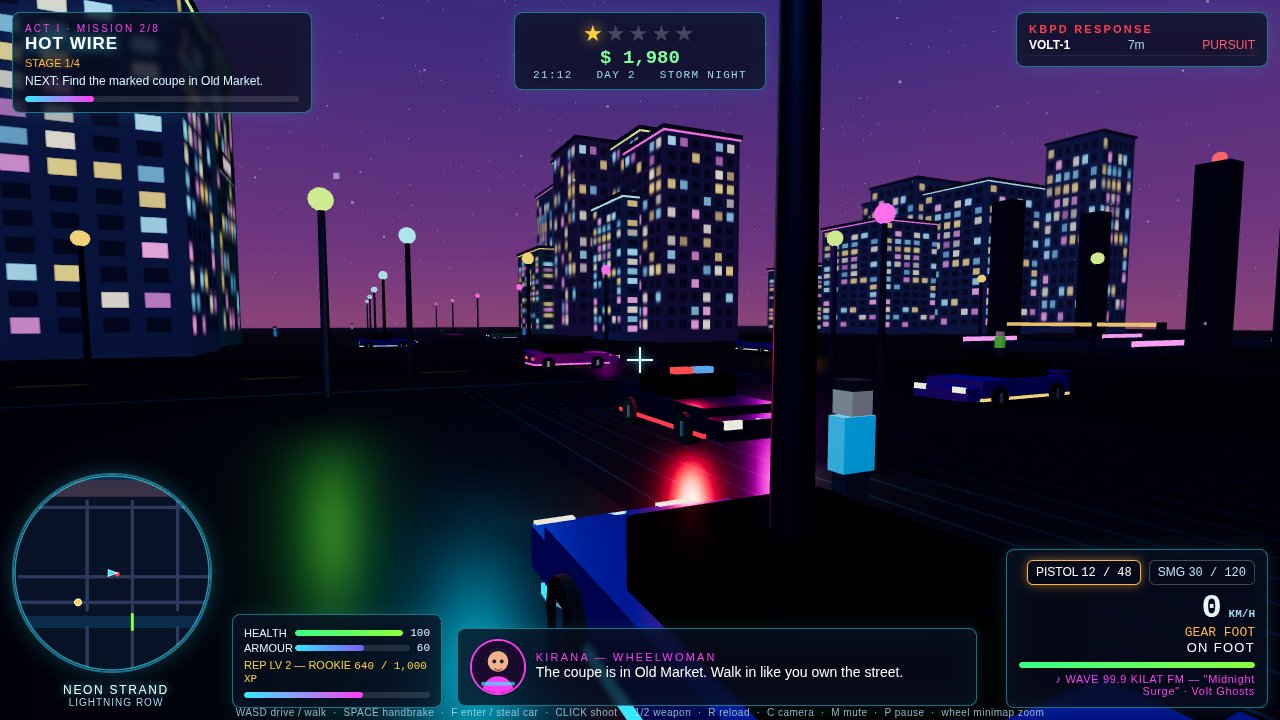 ACT I · MISSION 2/8
HOT WIRE
STAGE 1/4
NEXT: Find the marked coupe in Old Market.
$ 1,980
21:12 DAY 2 STORM NIGHT
KBPD RESPONSE
VOLT-1 7m PURSUIT
NEON STRAND
LIGHTNING ROW
HEALTH 100
ARMOUR 60
REP LV 2 — ROOKIE 640 / 1,000
XP
KIRANA — WHEELWOMAN
The coupe is in Old Market. Walk in like you own the street.
PISTOL 12 / 48 SMG 30 / 120
0 KM/H
GEAR FOOT
ON FOOT
♪ WAVE 99.9 KILAT FM — "Midnight
Surge" · Volt Ghosts
WASD drive / walk · SPACE handbrake · F enter / steal car · CLICK shoot · 1/2 weapon · R reload · C camera · M mute · P pause · wheel minimap zoom